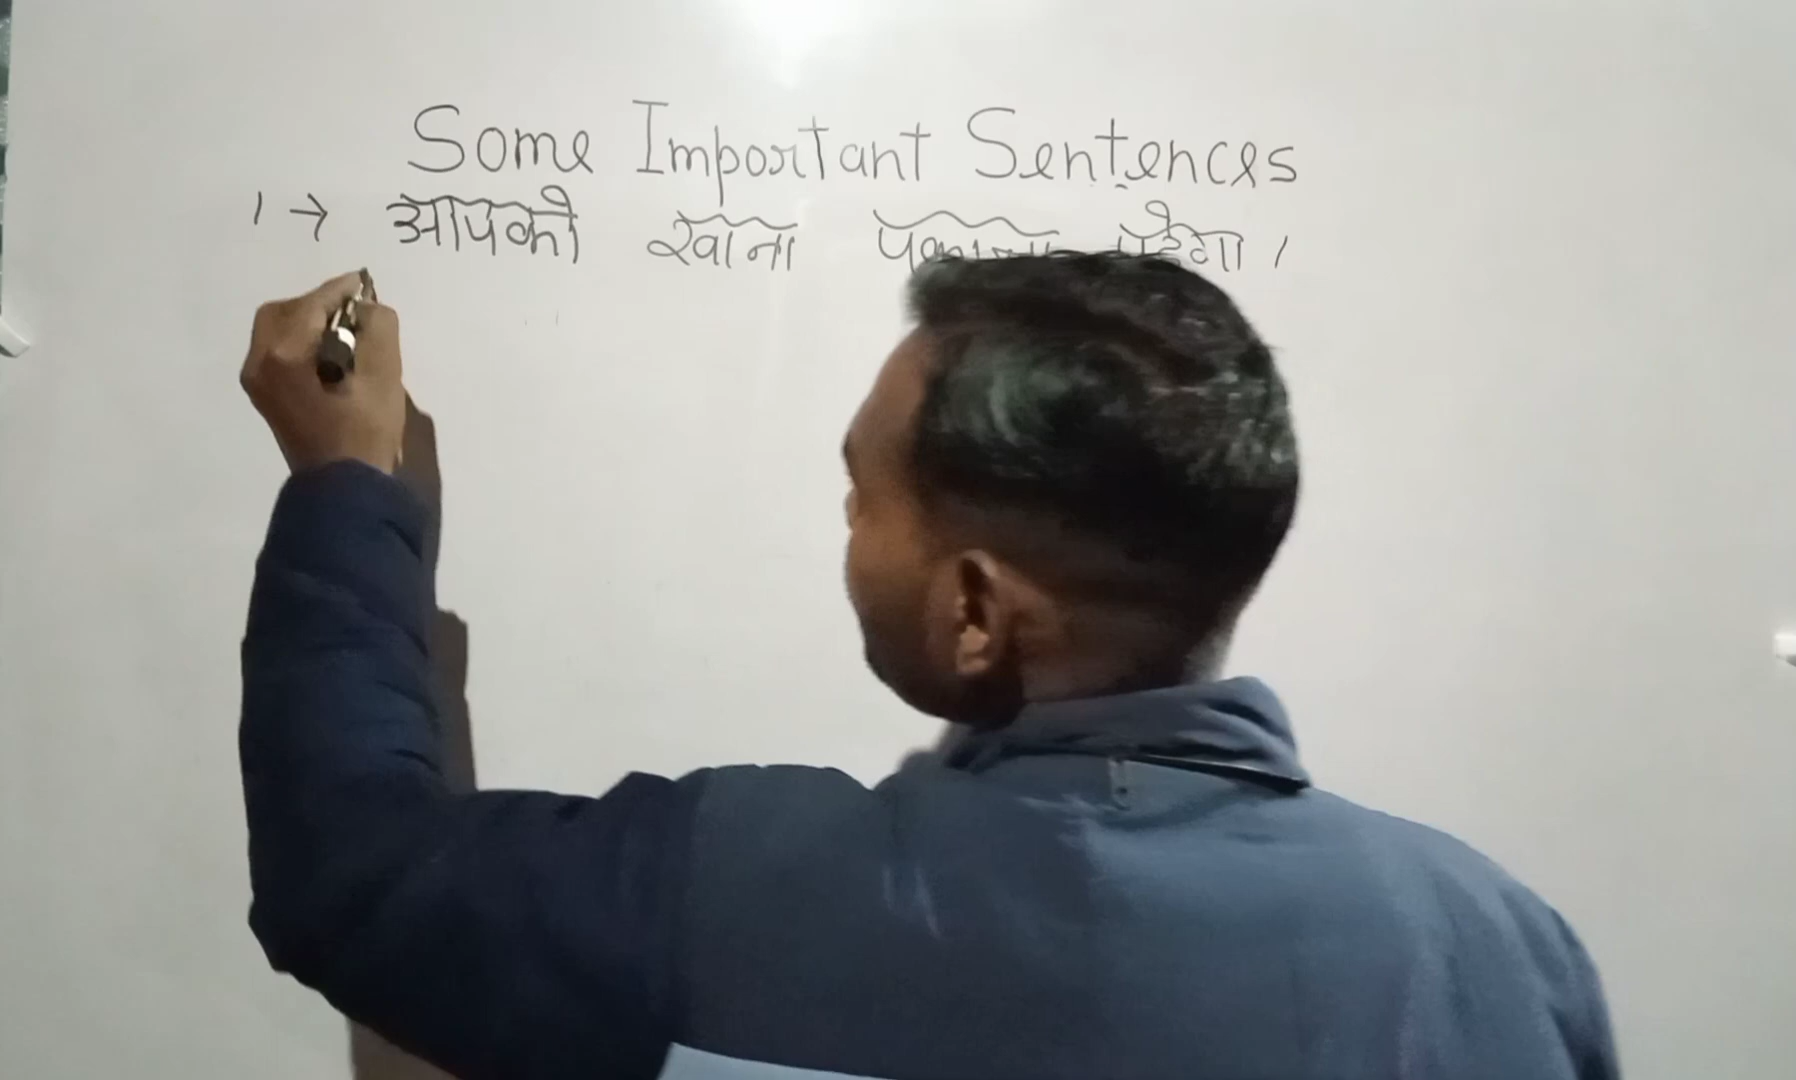 Some Important Sentences
1 → आपको खाना पकाना पड़ेगा ।